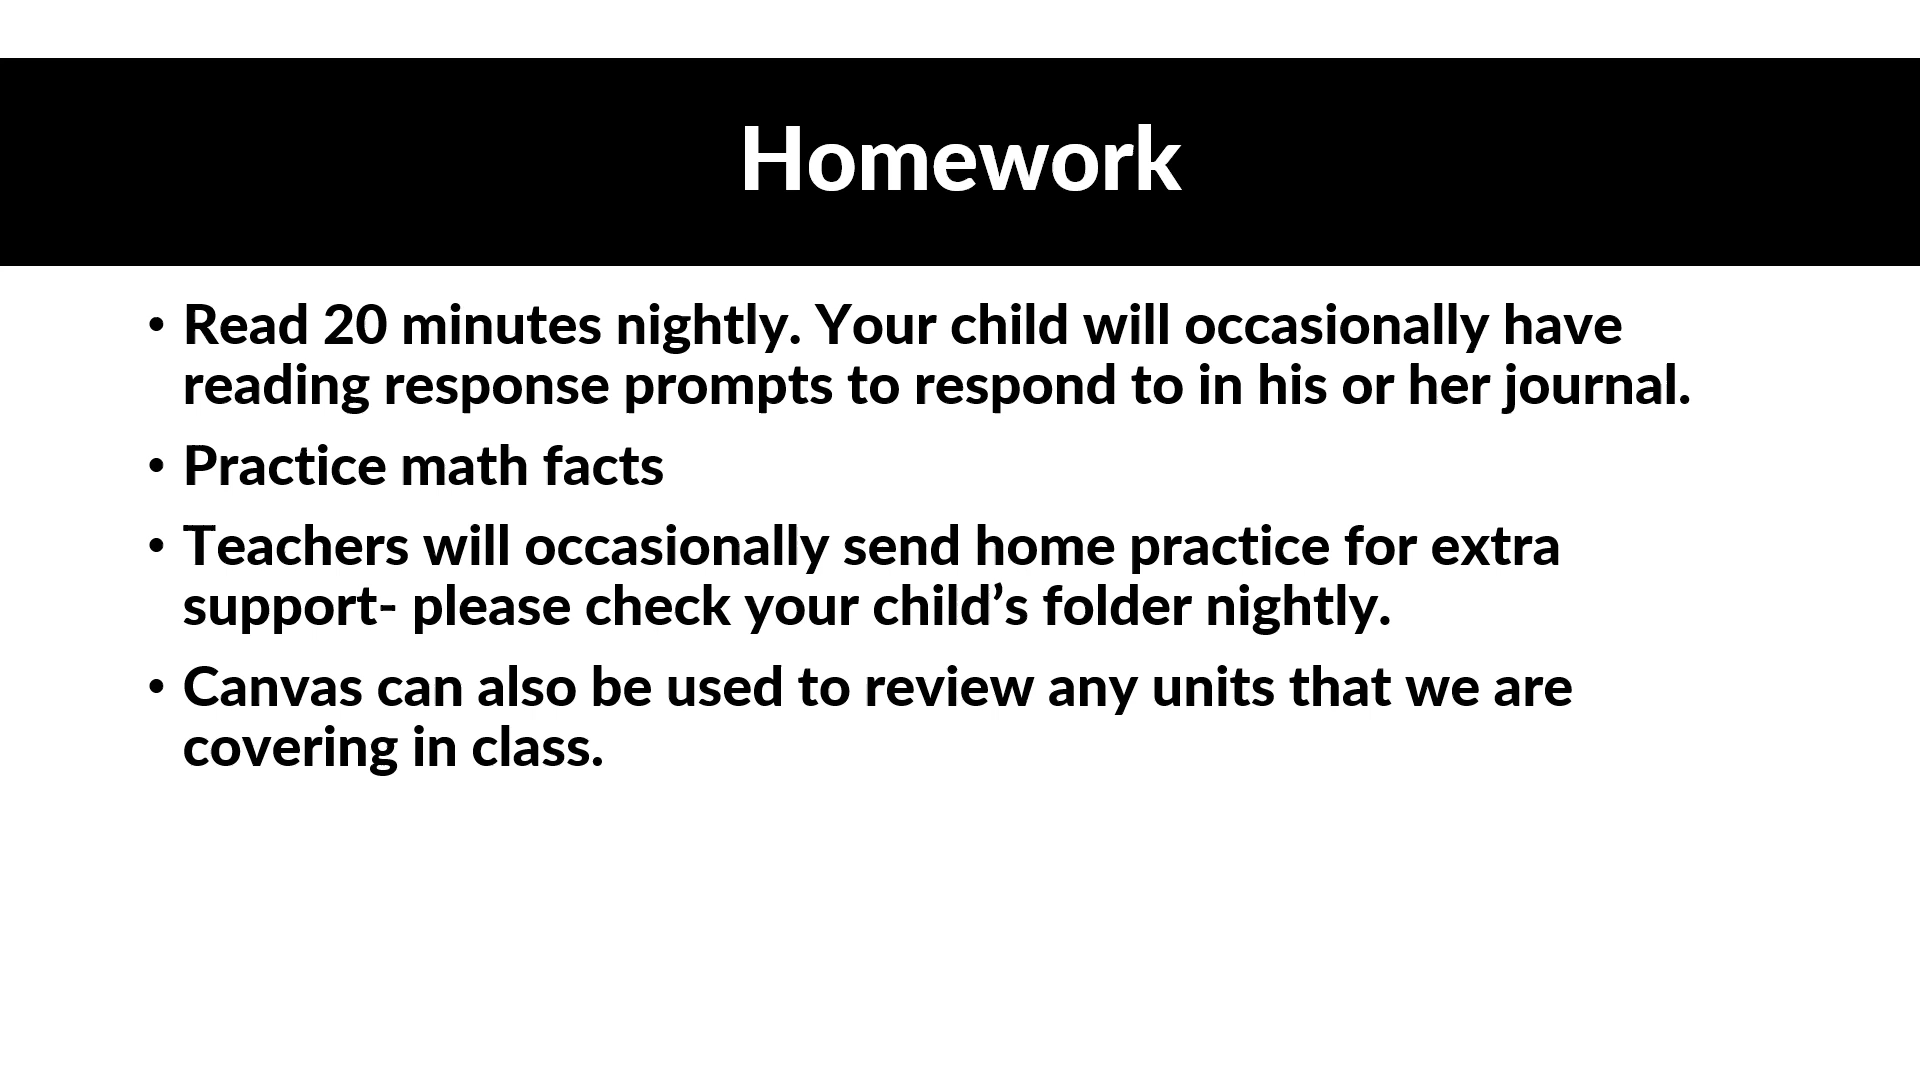 Homework
• Read 20 minutes nightly. Your child will occasionally have
reading response prompts to respond to in his or her journal.
• Practice math facts
• Teachers will occasionally send home practice for extra
support- please check your child’s folder nightly.
• Canvas can also be used to review any units that we are
covering in class.